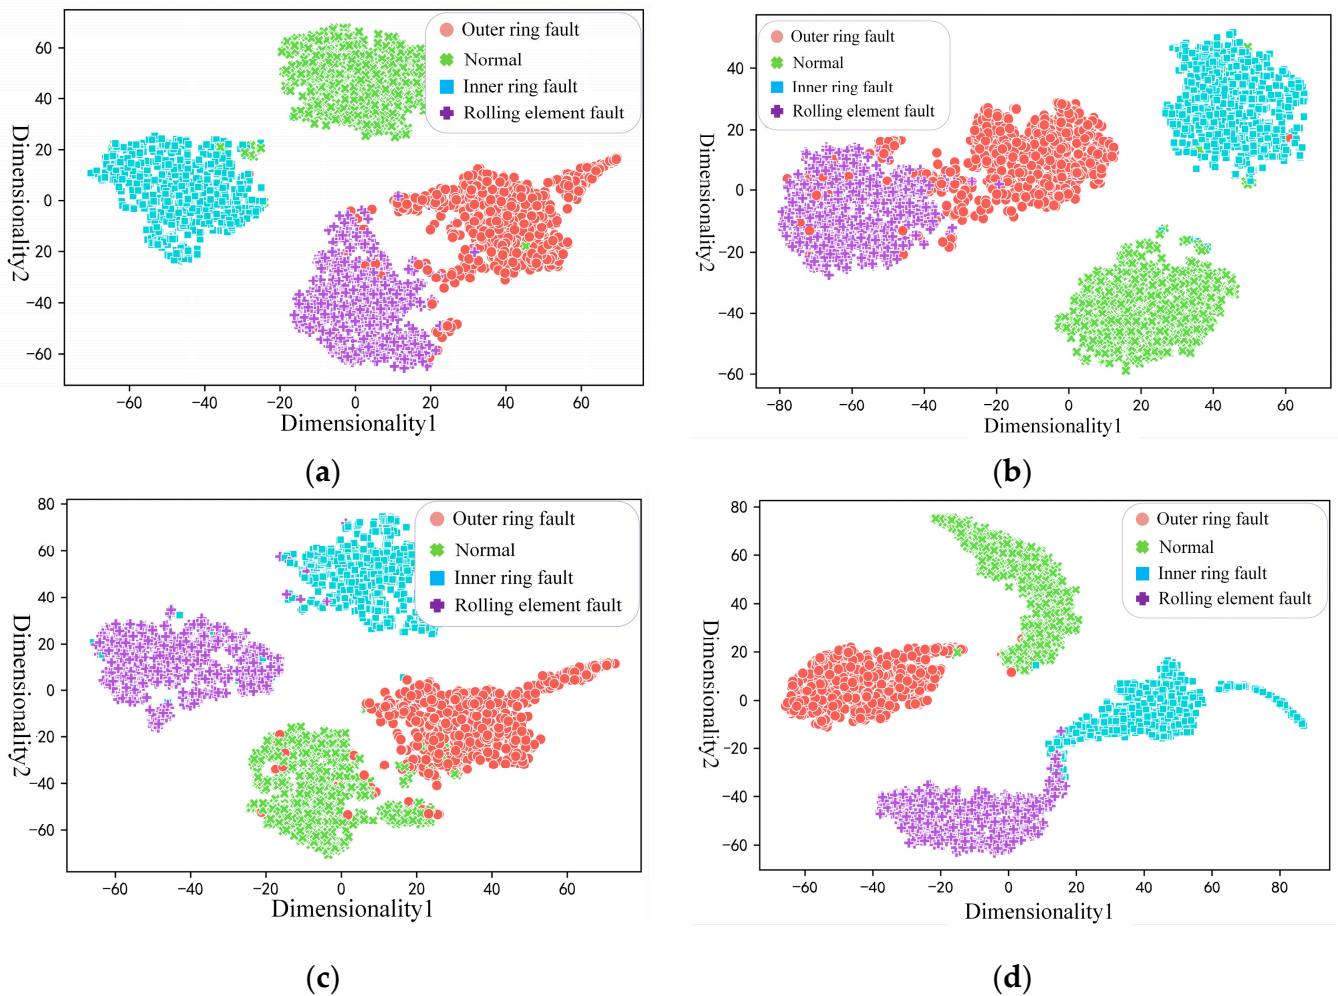 Outer ring fault
Normal
Inner ring fault
Rolling element fault
60
40
20
0
−20
−40
−60
Dimensionality2
−60 −40 −20 0 20 40 60
Dimensionality1
(a)
Outer ring fault
Normal
Inner ring fault
Rolling element fault
40
20
0
−20
−40
−60
Dimensionality2
−80 −60 −40 −20 0 20 40 60
Dimensionality1
(b)
Outer ring fault
Normal
Inner ring fault
Rolling element fault
80
60
40
20
0
−20
−40
−60
Dimensionality2
−60 −40 −20 0 20 40 60
Dimensionality1
(c)
Outer ring fault
Normal
Inner ring fault
Rolling element fault
80
60
40
20
0
−20
−40
−60
Dimensionality2
−60 −40 −20 0 20 40 60 80
Dimensionality1
(d)